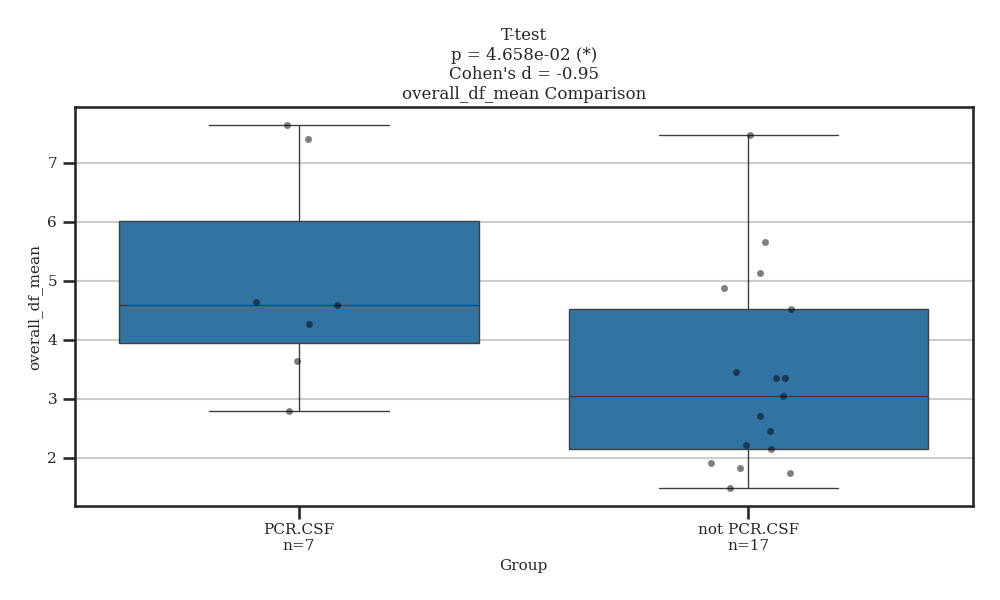 T-test
p = 4.658e-02 (*)
Cohen's d = -0.95
overall_df_mean Comparison
overall_df_mean
7
6
5
4
3
2
PCR.CSF
n=7
not PCR.CSF
n=17
Group